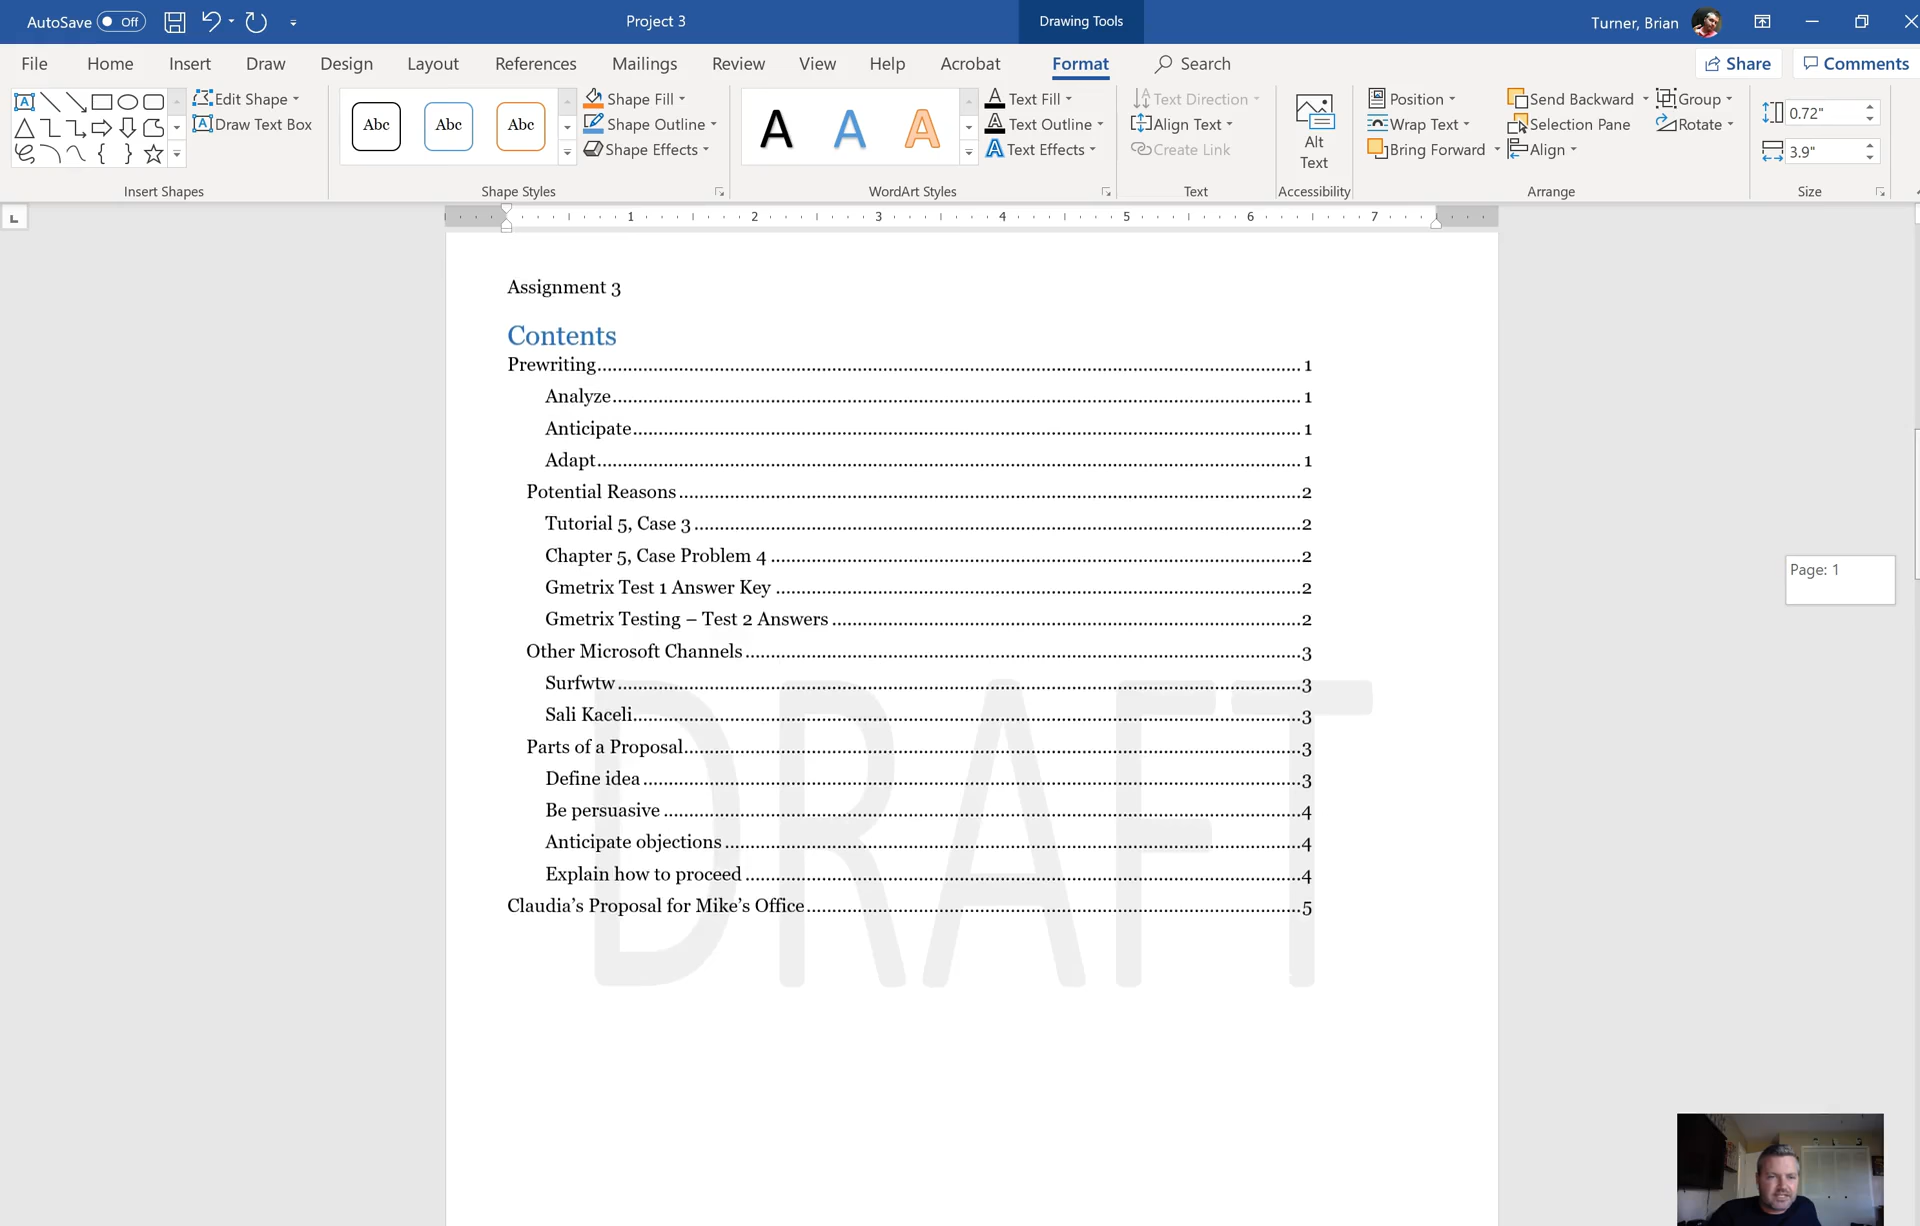 AutoSave Off Project 3 Drawing Tools Turner, Brian
File Home Insert Draw Design Layout References Mailings Review View Help Acrobat Format Search Share Comments
Edit Shape
Draw Text Box
Insert Shapes
Abc Abc Abc
Shape Fill
Shape Outline
Shape Effects
Shape Styles
A A A
Text Fill
Text Outline
Text Effects
WordArt Styles
Text Direction
Align Text
Create Link
Text
Alt
Text
Accessibility
Position
Wrap Text
Bring Forward
Send Backward
Selection Pane
Align
Group
Rotate
Arrange
0.72"
3.9"
Size
1 2 3 4 5 6 7
Assignment 3
Contents
Prewriting 1
Analyze 1
Anticipate 1
Adapt 1
Potential Reasons 2
Tutorial 5, Case 3 2
Chapter 5, Case Problem 4 2
Gmetrix Test 1 Answer Key 2
Gmetrix Testing – Test 2 Answers 2
Other Microsoft Channels 3
Surfwtw 3
Sali Kaceli 3
Parts of a Proposal 3
Define idea 3
Be persuasive 4
Anticipate objections 4
Explain how to proceed 4
Claudia’s Proposal for Mike’s Office 5
DRAFT
Page: 1